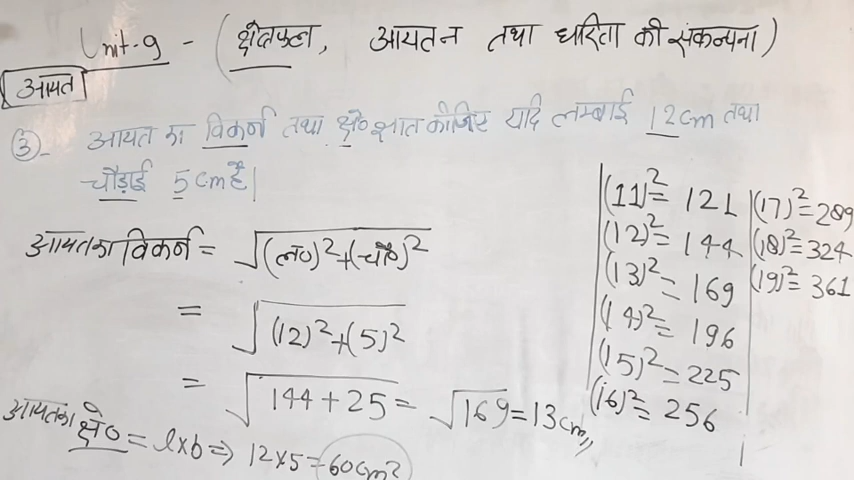 Unit-9 - (क्षेत्रफल, आयतन तथा धारिता की संकल्पना)
आयत
③- आयत का विकर्ण तथा क्षे० ज्ञात कीजिए यदि लम्बाई 12cm तथा
चौड़ाई 5cm है|
आयत का विकर्ण = √(ल०)²+(चौ०)²
= √(12)²+(5)²
= √144+25 = √169 = 13cm,,
आयत का क्षे० = l×b ⇒ 12×5 = 60cm²
(11)² = 121
(12)² = 144
(13)² = 169
(14)² = 196
(15)² = 225
(16)² = 256
(17)² = 289
(18)² = 324
(19)² = 361